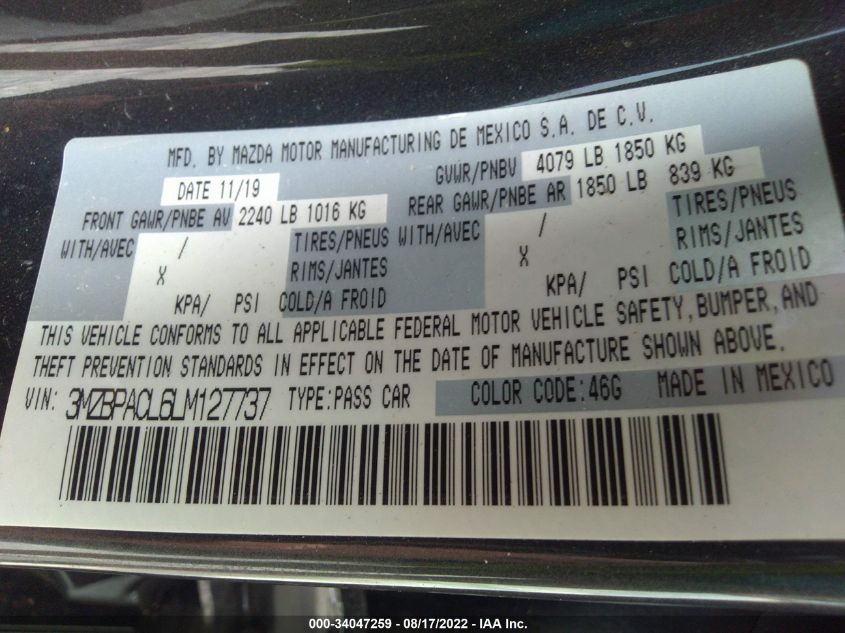 MFD. BY MAZDA MOTOR MANUFACTURING DE MEXICO S.A. DE C.V.
DATE 11/19 GVWR/PNBV 4079 LB 1850 KG
FRONT GAWR/PNBE AV 2240 LB 1016 KG REAR GAWR/PNBE AR 1850 LB 839 KG
WITH/AVEC / TIRES/PNEUS WITH/AVEC / TIRES/PNEUS
X RIMS/JANTES X RIMS/JANTES
KPA/ PSI COLD/A FROID KPA/ PSI COLD/A FROID
THIS VEHICLE CONFORMS TO ALL APPLICABLE FEDERAL MOTOR VEHICLE SAFETY, BUMPER, AND
THEFT PREVENTION STANDARDS IN EFFECT ON THE DATE OF MANUFACTURE SHOWN ABOVE.
VIN: 3MZBPACL6LM127737 TYPE:PASS CAR COLOR CODE:46G MADE IN MEXICO
000-34047259 - 08/17/2022 - IAA Inc.